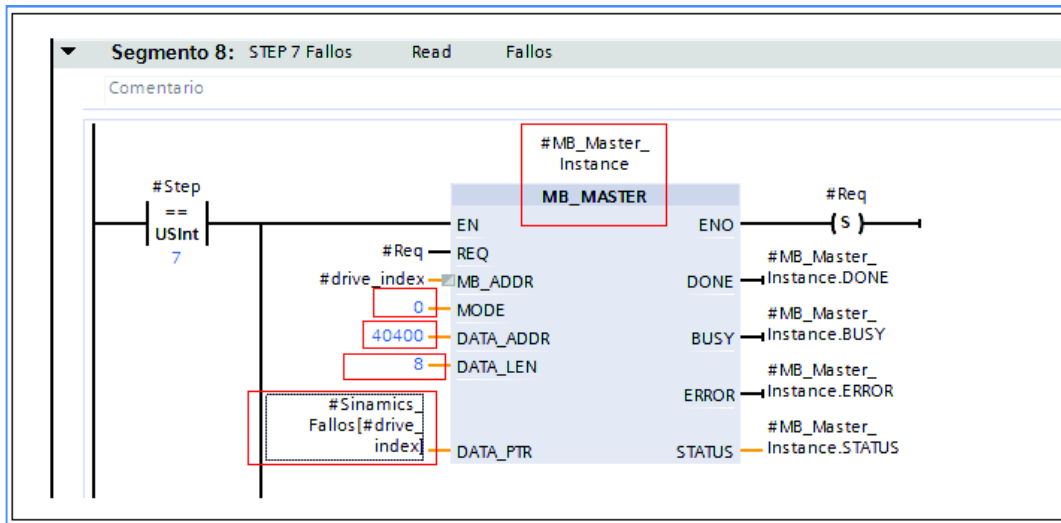 Segmento 8: STEP 7 Fallos Read Fallos
Comentario
#MB_Master_
Instance
MB_MASTER
#Step
==
USInt
7
EN
ENO
#Req
S
#Req
REQ
#drive_index
MB_ADDR
DONE
#MB_Master_
Instance.DONE
0
MODE
40400
DATA_ADDR
BUSY
#MB_Master_
Instance.BUSY
8
DATA_LEN
ERROR
#MB_Master_
Instance.ERROR
#Sinamics_
Fallos[#drive_
index]
DATA_PTR
STATUS
#MB_Master_
Instance.STATUS